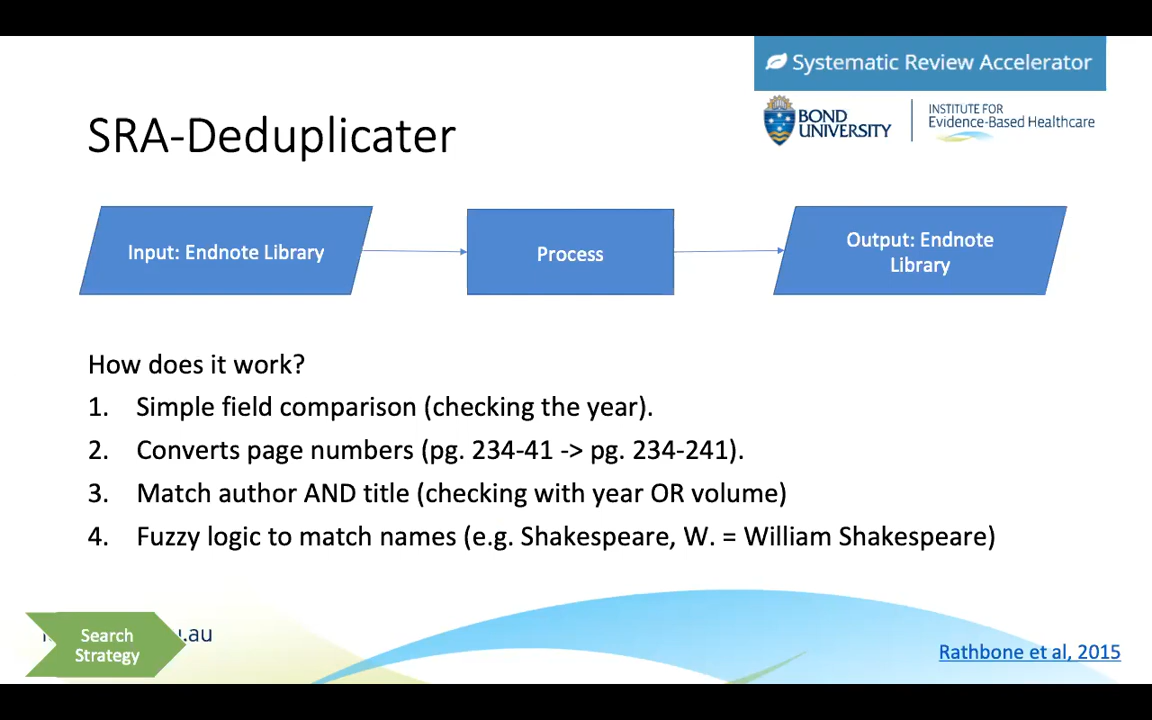 Systematic Review Accelerator
BOND
UNIVERSITY
INSTITUTE FOR
Evidence-Based Healthcare
SRA-Deduplicater
Input: Endnote Library
Process
Output: Endnote
Library
How does it work?
1. Simple field comparison (checking the year).
2. Converts page numbers (pg. 234-41 -> pg. 234-241).
3. Match author AND title (checking with year OR volume)
4. Fuzzy logic to match names (e.g. Shakespeare, W. = William Shakespeare)
Search
Strategy
.au
Rathbone et al, 2015